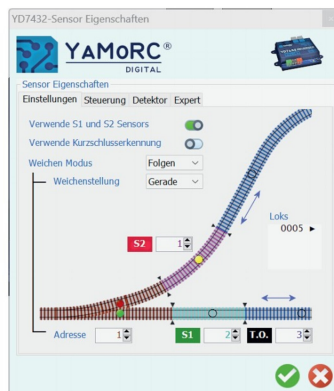 YD7432-Sensor Eigenschaften
YAMORC®
DIGITAL
Sensor Eigenschaften
Einstellungen Steuerung Detektor Expert
Verwende S1 und S2 Sensors
Verwende Kurzschlusserkennung
Weichen Modus Folgen
Weichenstellung Gerade
Loks
0005
S2 1
Adresse 1 S1 2 T.O. 3